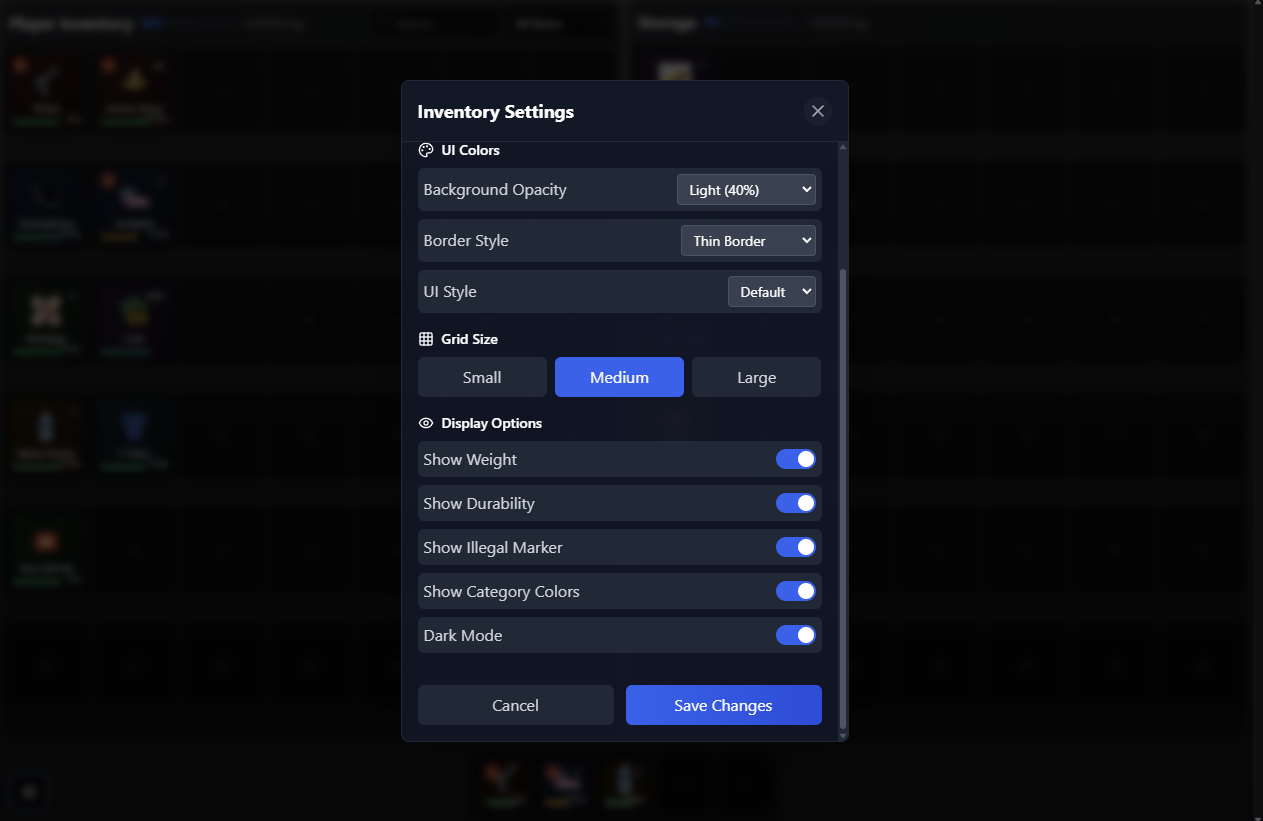 Player Inventory
Storage
Inventory Settings
UI Colors
Background Opacity
Light (40%)
Border Style
Thin Border
UI Style
Default
Grid Size
Small
Medium
Large
Display Options
Show Weight
Show Durability
Show Illegal Marker
Show Category Colors
Dark Mode
Cancel
Save Changes